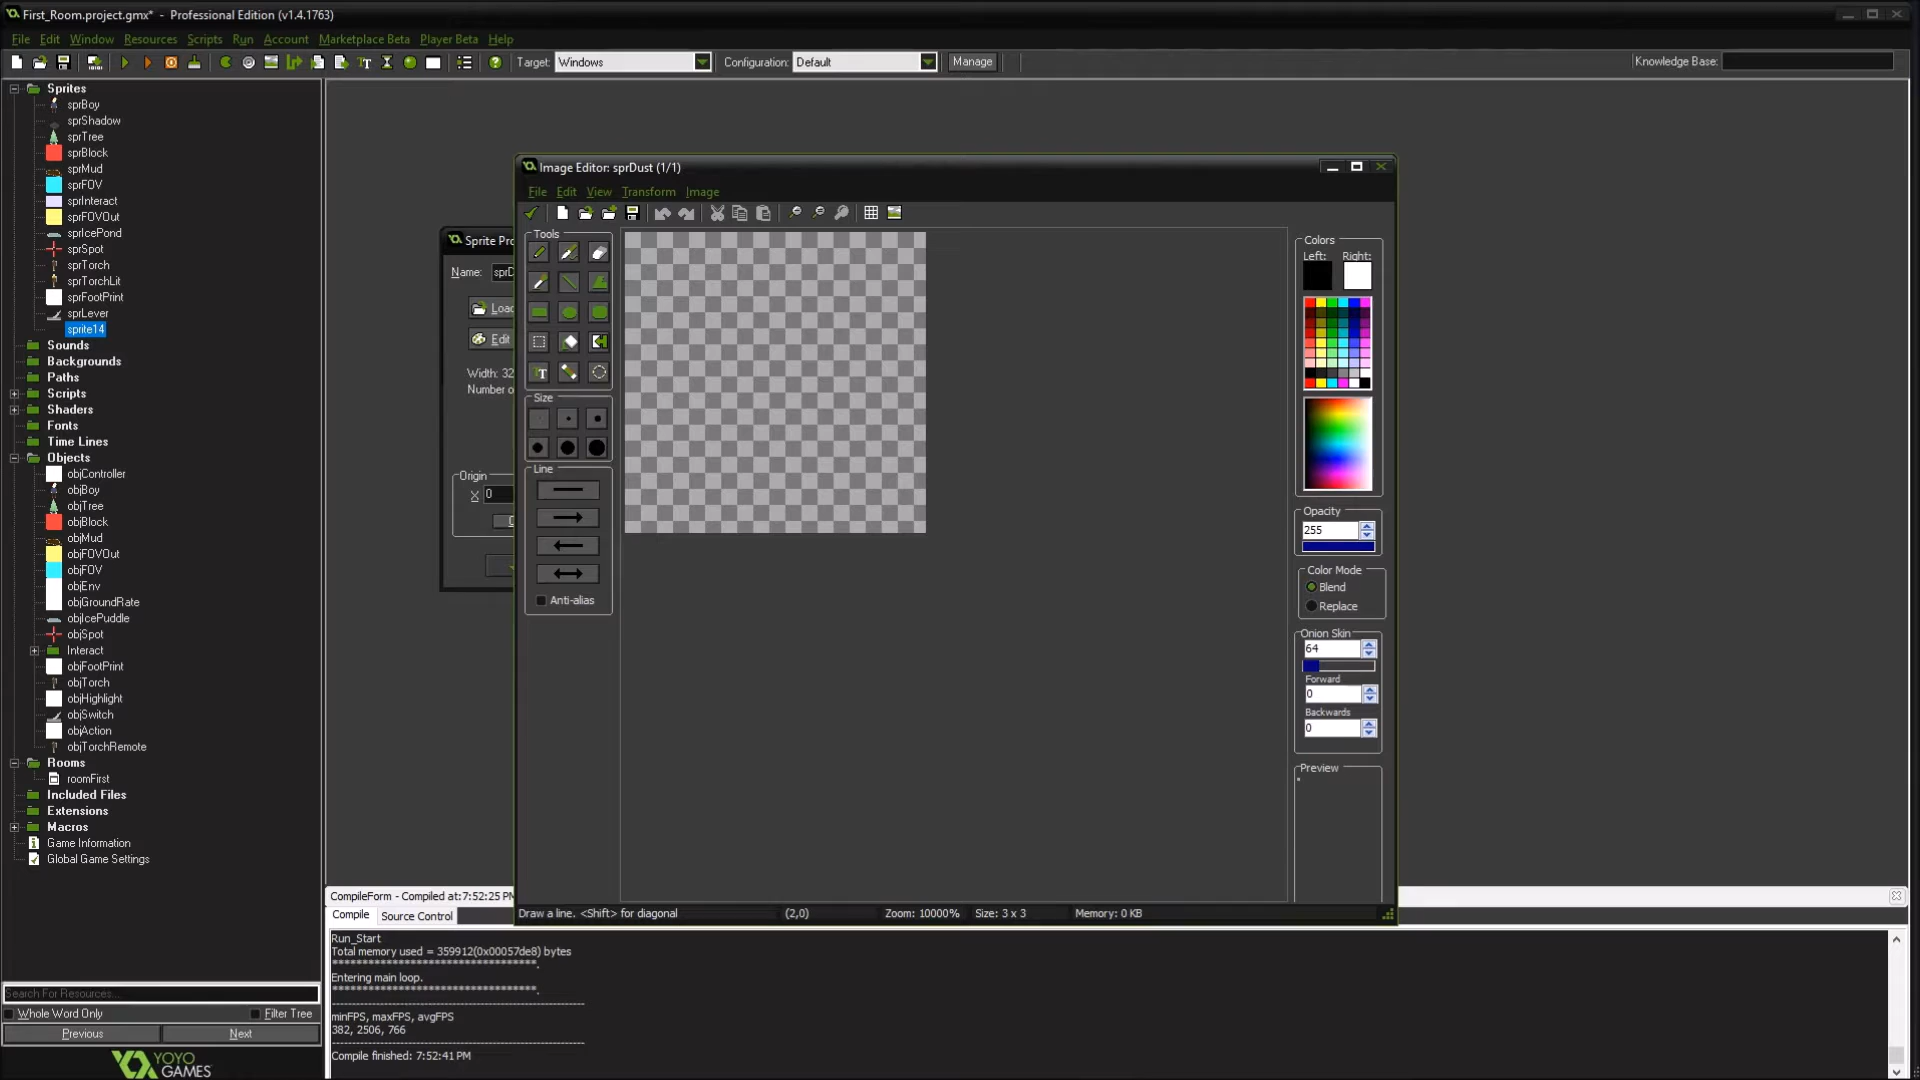 First_Room.project.gmx* - Professional Edition (v1.4.1763)
File Edit Window Resources Scripts Run Account Marketplace Beta Player Beta Help
Target: Windows Configuration: Default Manage Knowledge Base:
Sprites
sprBoy
sprShadow
sprTree
sprBlock
sprMud
sprFOV
sprInteract
sprFOVOut
sprIcePond
sprSpot
sprTorch
sprTorchLit
sprFootPrint
sprLever
sprite14
Sounds
Backgrounds
Paths
Scripts
Shaders
Fonts
Time Lines
Objects
objController
objBoy
objTree
objBlock
objMud
objFOVOut
objFOV
objEnv
objGroundRate
objIcePuddle
objSpot
Interact
objFootPrint
objTorch
objHighlight
objSwitch
objAction
objTorchRemote
Rooms
roomFirst
Included Files
Extensions
Macros
Game Information
Global Game Settings
Search For Resources...
Whole Word Only Filter Tree
Previous Next
YOYO
GAMES
Sprite Pro
Name: sprD
Loa
Edit
Width: 32
Number o
Origin
X 0
Image Editor: sprDust (1/1)
File Edit View Transform Image
Tools
Size
Line
Anti-alias
Colors
Left: Right:
Opacity
255
Color Mode
Blend
Replace
Onion Skin
64
Forward
0
Backwards
0
Preview
Draw a line. <Shift> for diagonal (2,0) Zoom: 10000% Size: 3 x 3 Memory: 0 KB
CompileForm - Compiled at:7:52:25 PM
Compile Source Control
Run_Start
Total memory used = 359912(0x00057de8) bytes
***********************************.
Entering main loop.
***********************************.
---------------------------------------------------------------
minFPS, maxFPS, avgFPS
382, 2506, 766
---------------------------------------------------------------
Compile finished: 7:52:41 PM